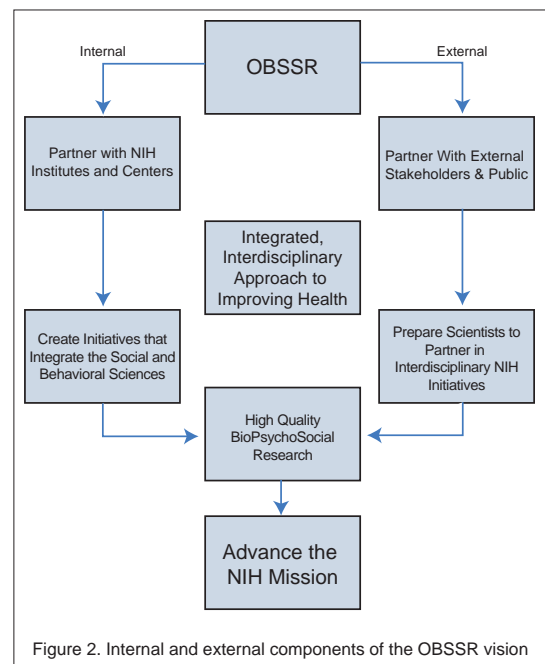 Internal
OBSSR
External
Partner with NIH
Institutes and Centers
Partner With External
Stakeholders & Public
Integrated,
Interdisciplinary
Approach to
Improving Health
Create Initiatives that
Integrate the Social and
Behavioral Sciences
Prepare Scientists to
Partner in
Interdisciplinary NIH
Initiatives
High Quality
BioPsychoSocial
Research
Advance the
NIH Mission
Figure 2. Internal and external components of the OBSSR vision